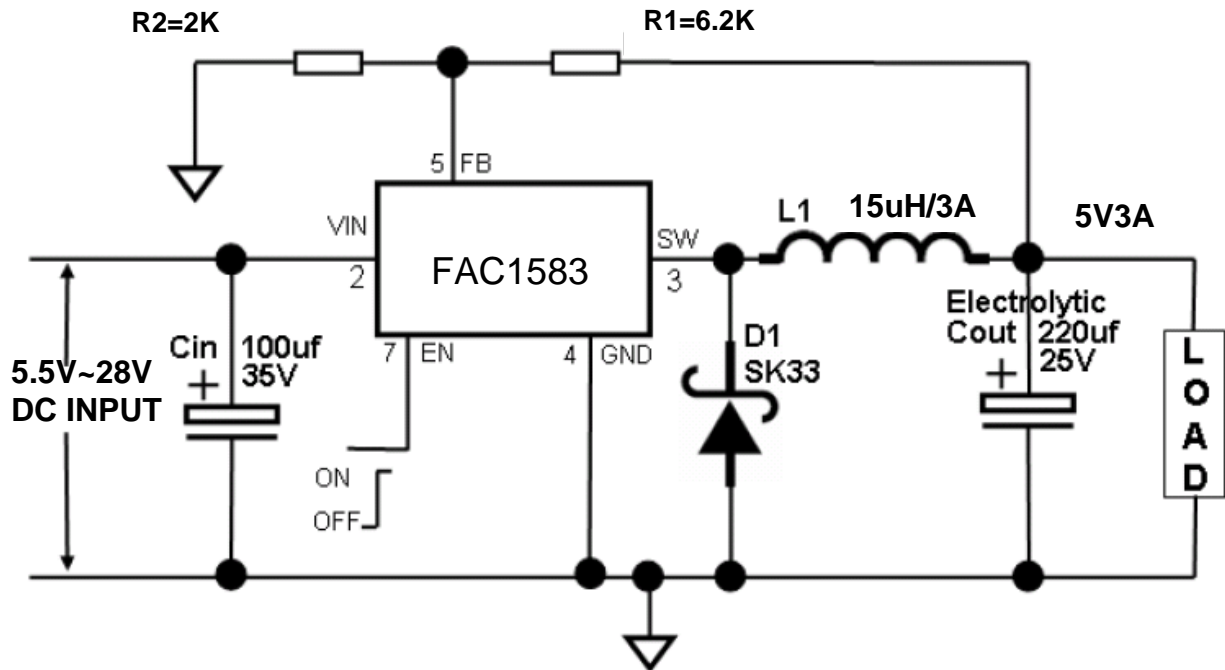 R2=2K
R1=6.2K
5 FB
VIN
2
FAC1583
SW
3
L1
15uH/3A
5V3A
7 EN
4 GND
Cin 100uf
+ 35V
5.5V~28V
DC INPUT
ON
OFF
D1
SK33
Electrolytic
Cout 220uf
+ 25V
LOAD